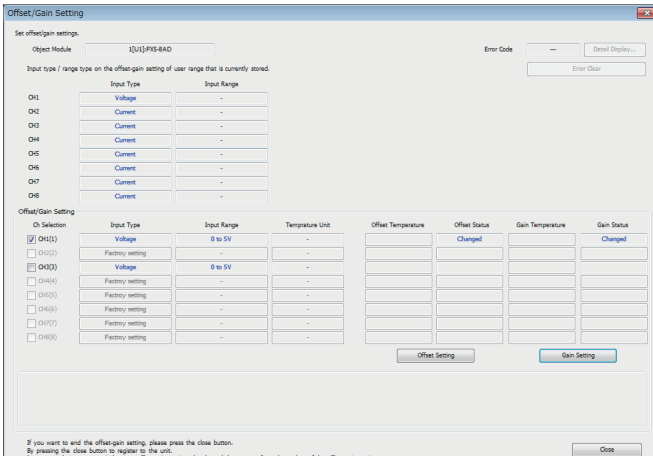 Offset/Gain Setting
Set offset/gain settings.
Object Module 1[U1]:FX5-8AD Error Code --- Detail Display...
Input type / range type on the offset-gain setting of user range that is currently stored. Error Clear
Input Type Input Range
CH1 Voltage -
CH2 Current -
CH3 Current -
CH4 Current -
CH5 Current -
CH6 Current -
CH7 Current -
CH8 Current -
Offset/Gain Setting
Ch Selection Input Type Input Range Temprature Unit Offset Temperature Offset Status Gain Temperature Gain Status
CH1(1) Voltage 0 to 5V - Changed Changed
CH2(2) Factroy setting - -
CH3(3) Voltage 0 to 5V -
CH4(4) Factroy setting - -
CH5(5) Factroy setting - -
CH6(6) Factroy setting - -
CH7(7) Factroy setting - -
CH8(8) Factroy setting - -
Offset Setting Gain Setting
If you want to end the offset-gain setting, please press the close button.
By pressing the close button to register to the unit.
Close